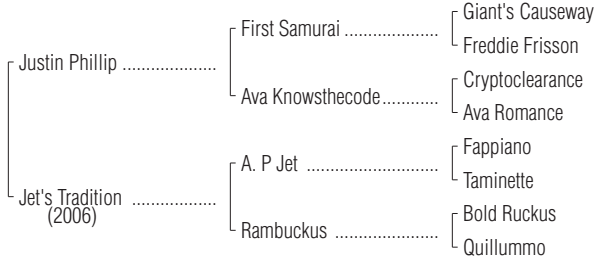 Giant's Causeway
First Samurai ....................
Freddie Frisson
Justin Phillip ....................
Cryptoclearance
Ava Knowsthecode............
Ava Romance
Fappiano
A. P Jet ............................
Taminette
Jet's Tradition ..................
(2006)
Bold Ruckus
Rambuckus ......................
Quillummo